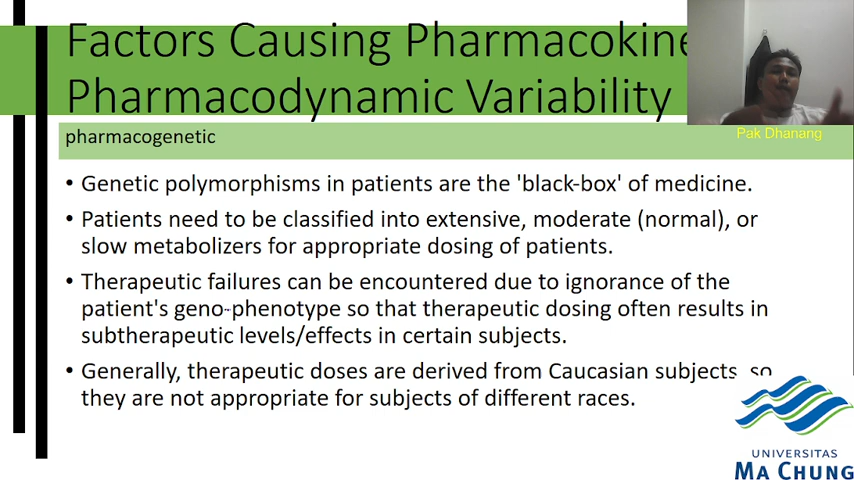 Factors Causing Pharmacokine
Pharmacodynamic Variability
Pak Dhanang
pharmacogenetic
• Genetic polymorphisms in patients are the 'black-box' of medicine.
• Patients need to be classified into extensive, moderate (normal), or
slow metabolizers for appropriate dosing of patients.
• Therapeutic failures can be encountered due to ignorance of the
patient's geno-phenotype so that therapeutic dosing often results in
subtherapeutic levels/effects in certain subjects.
• Generally, therapeutic doses are derived from Caucasian subjects, so
they are not appropriate for subjects of different races.
UNIVERSITAS
MA CHUNG